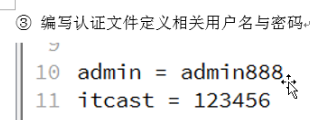 ③ 编写认证文件定义相关用户名与密码
9
10 admin = admin888
11 itcast = 123456